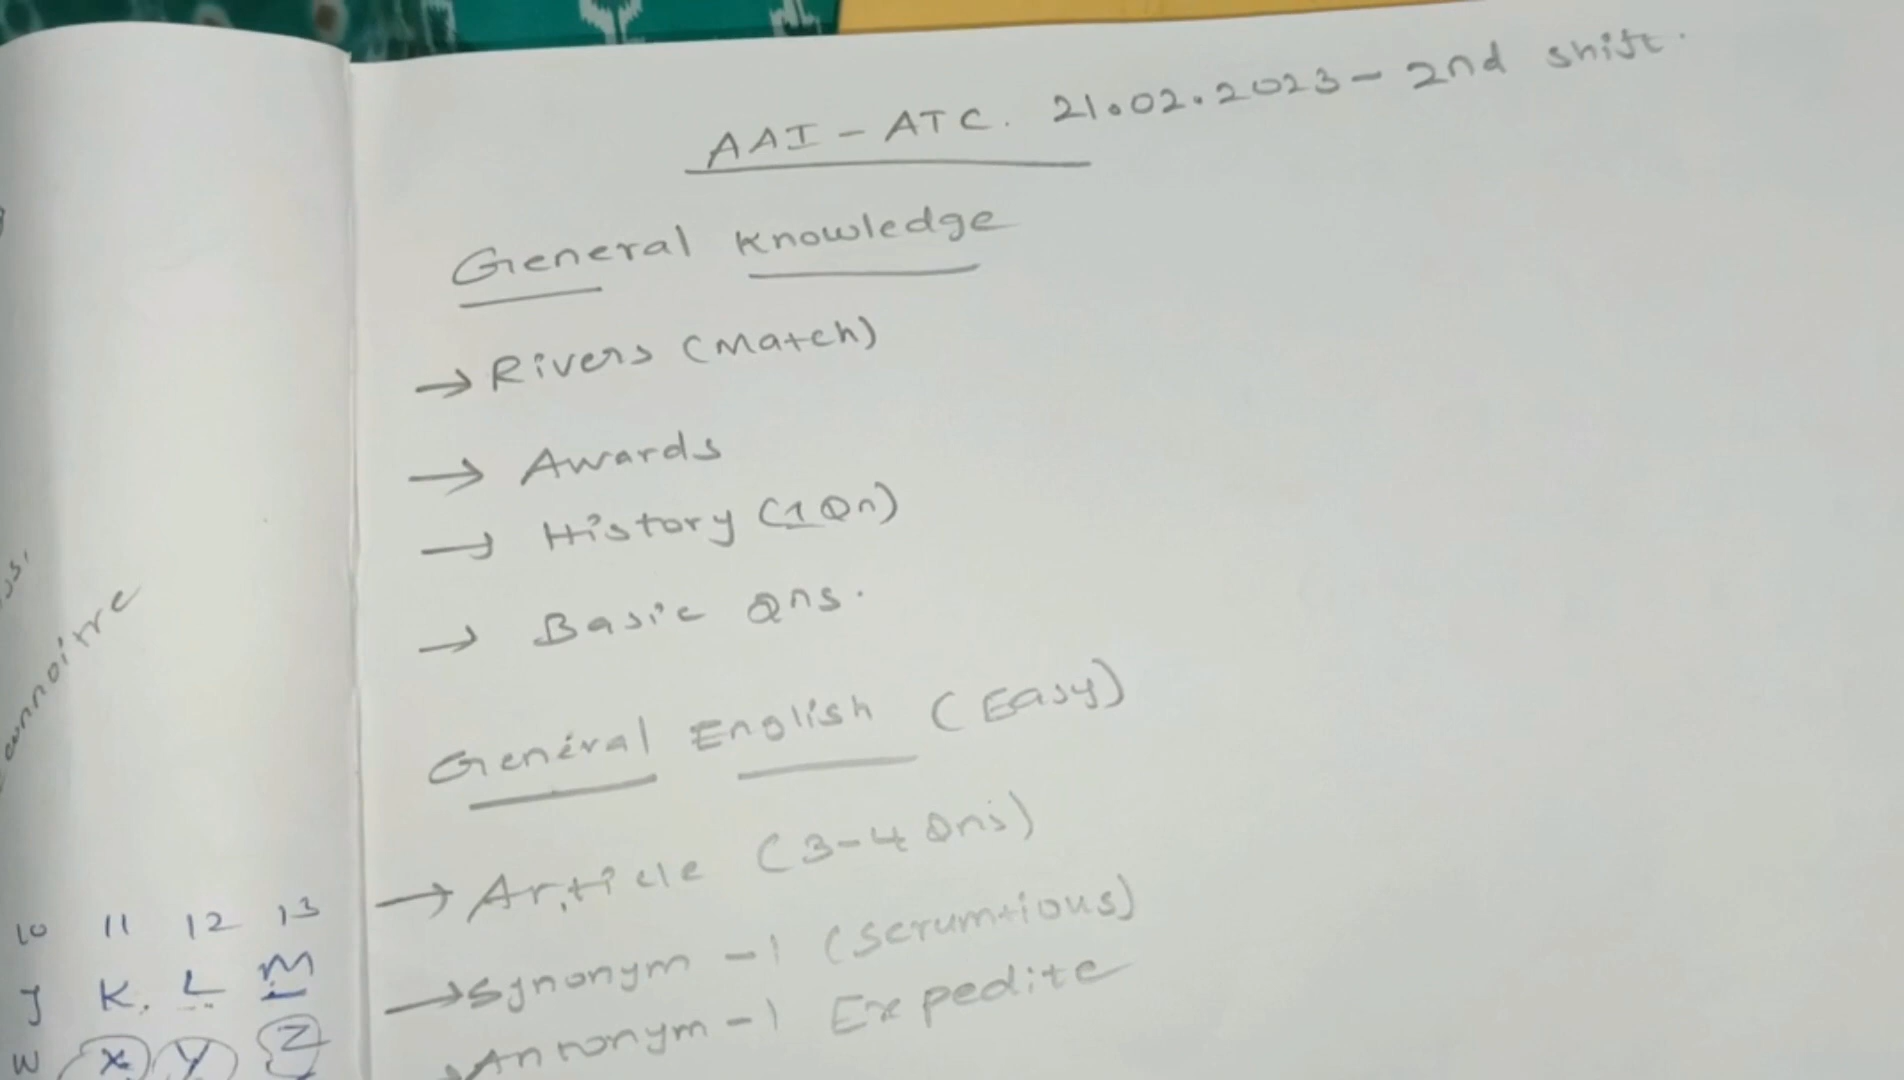 AAI - ATC. 21.02.2023 - 2nd shift.
General Knowledge
→ Rivers (Match)
→ Awards
→ History (1 Qn)
→ Basic Qns.
General English (Easy)
→ Article (3-4 Qns)
→ Synonym - 1 (Scrumtious)
→ Antonym - 1 Expedite
10 11 12 13
J K. L M
W X Y Z